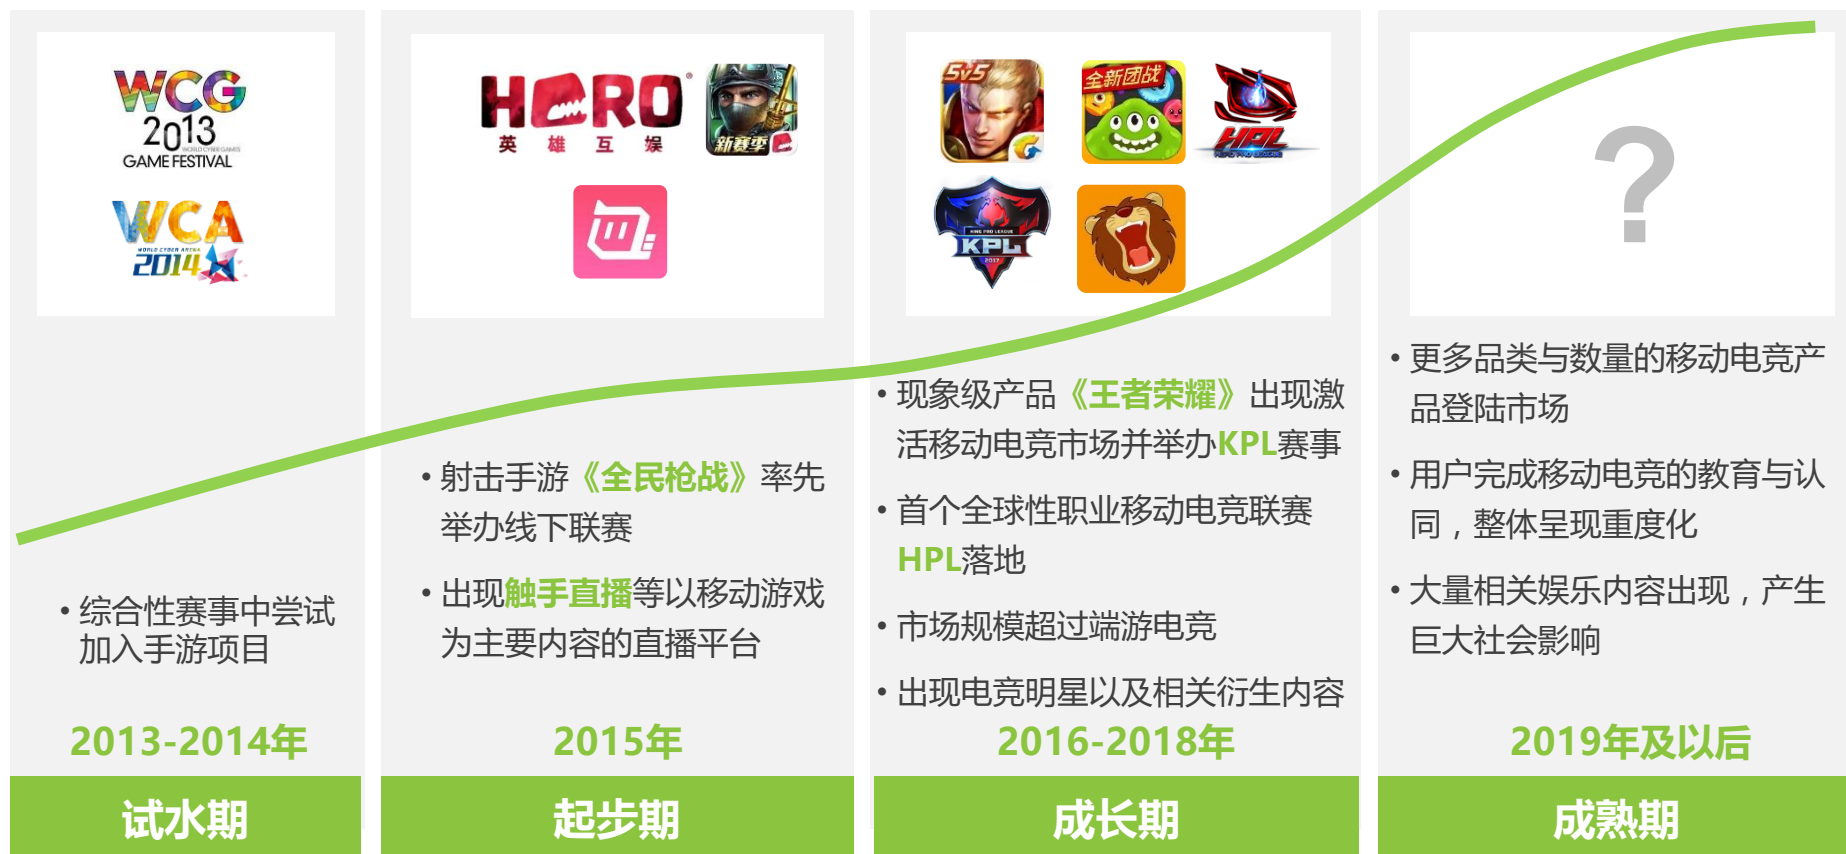 WCG
2013
WORLD CYBER GAMES
GAME FESTIVAL
WCA
WORLD CYBER ARENA
2014
• 综合性赛事中尝试
加入手游项目
2013-2014年
试水期
HERO
®
英雄互娱
新赛季
• 射击手游《全民枪战》率先
举办线下联赛
• 出现触手直播等以移动游戏
为主要内容的直播平台
2015年
起步期
5v5
全新团战
HPL
HERO PRO LEAGUE
KING PRO LEAGUE
KPL
2017
• 现象级产品《王者荣耀》出现激
活移动电竞市场并举办KPL赛事
• 首个全球性职业移动电竞联赛
HPL落地
• 市场规模超过端游电竞
• 出现电竞明星以及相关衍生内容
2016-2018年
成长期
?
• 更多品类与数量的移动电竞产
品登陆市场
• 用户完成移动电竞的教育与认
同，整体呈现重度化
• 大量相关娱乐内容出现，产生
巨大社会影响
2019年及以后
成熟期